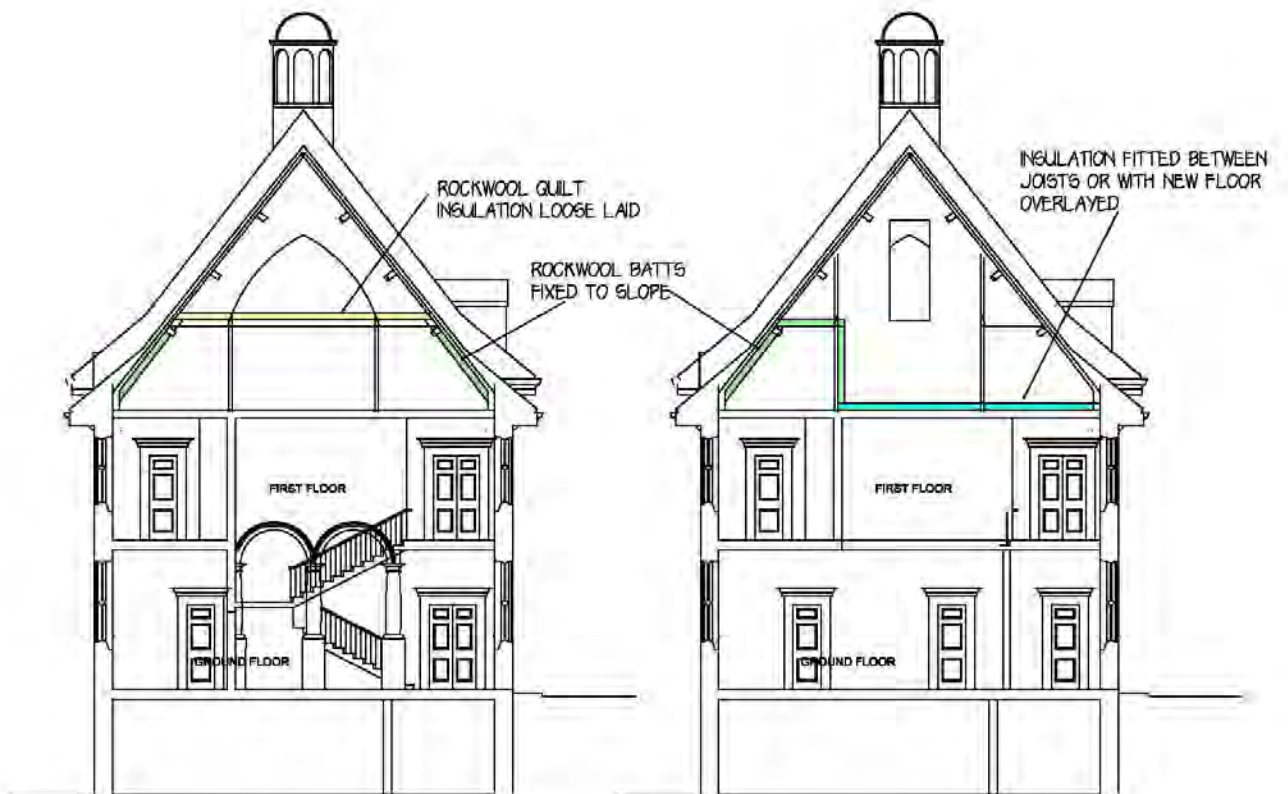 ROCKWOOL QUILT
INSULATION LOOSE LAID
ROCKWOOL BATTS
FIXED TO SLOPE
INSULATION FITTED BETWEEN
JOISTS OR WITH NEW FLOOR
OVERLAYED
FIRST FLOOR
FIRST FLOOR
GROUND FLOOR
GROUND FLOOR